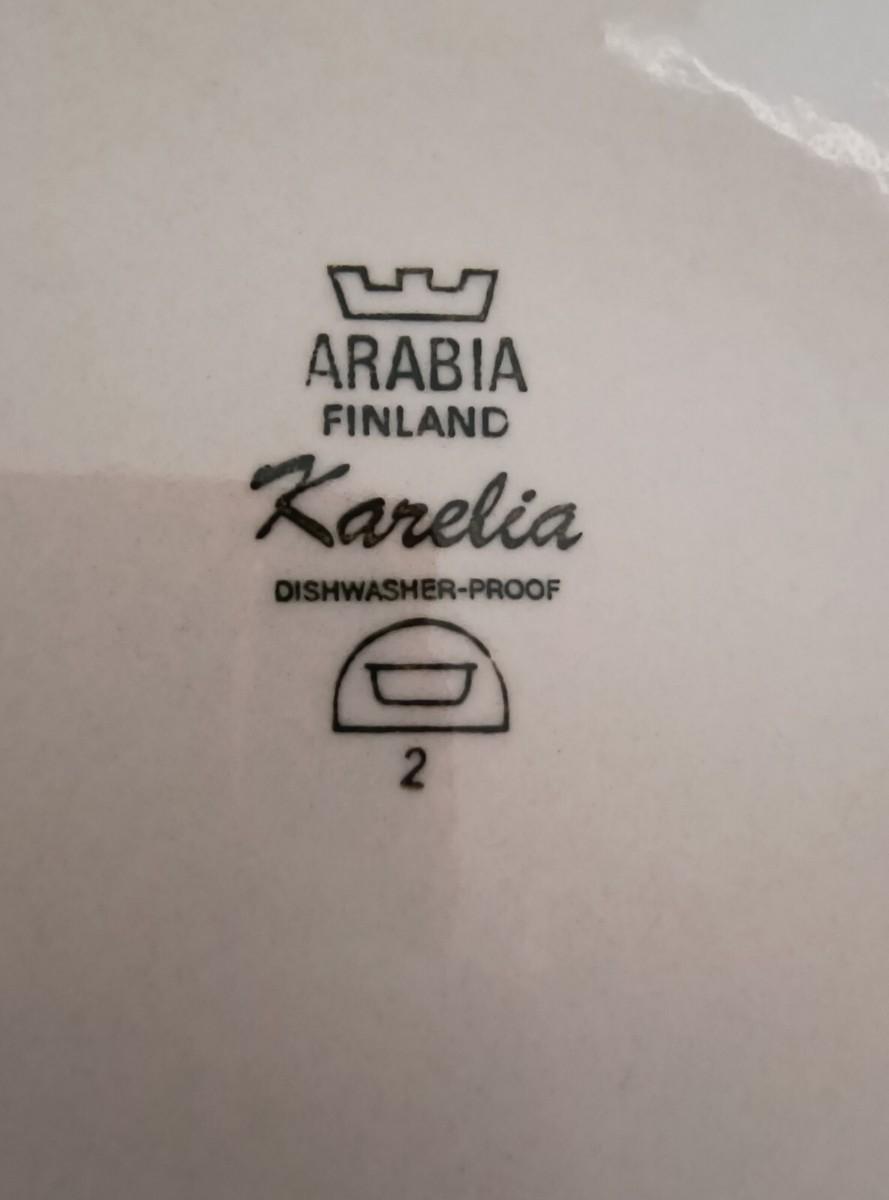 ARABIA
FINLAND
Karelia
DISHWASHER-PROOF
2